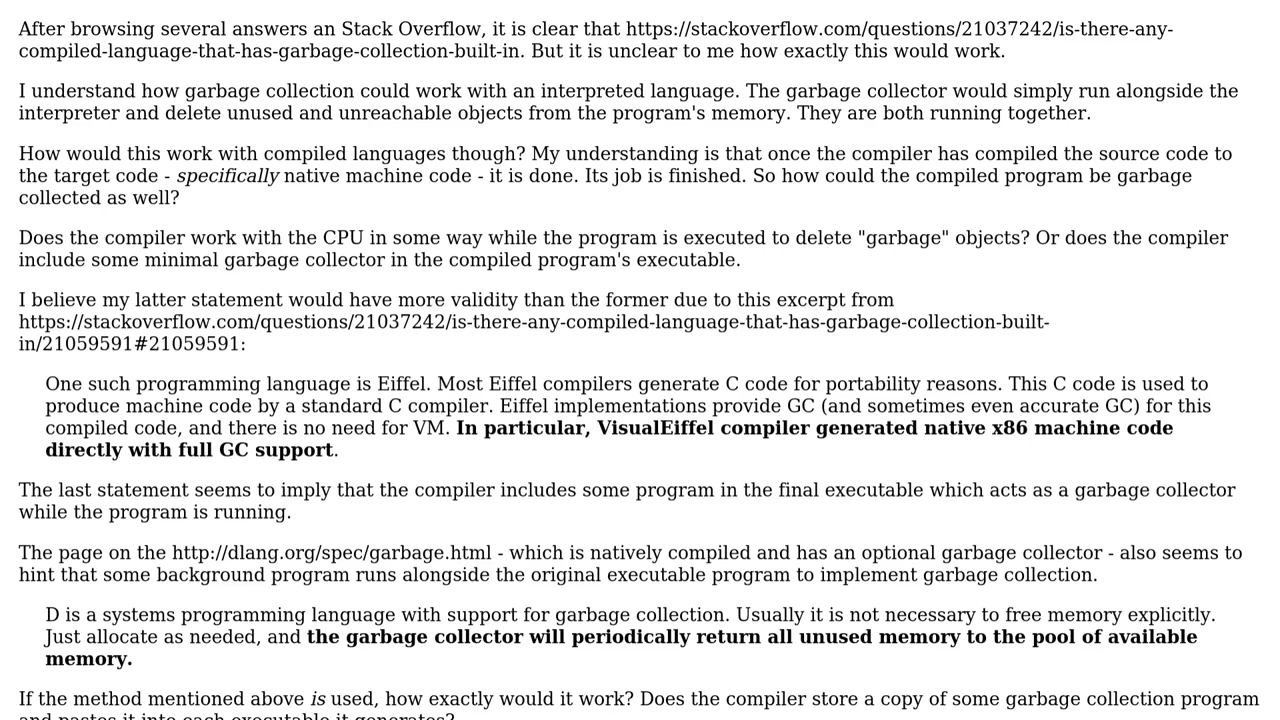 After browsing several answers an Stack Overflow, it is clear that https://stackoverflow.com/questions/21037242/is-there-any-
compiled-language-that-has-garbage-collection-built-in. But it is unclear to me how exactly this would work.
I understand how garbage collection could work with an interpreted language. The garbage collector would simply run alongside the
interpreter and delete unused and unreachable objects from the program's memory. They are both running together.
How would this work with compiled languages though? My understanding is that once the compiler has compiled the source code to
the target code - specifically native machine code - it is done. Its job is finished. So how could the compiled program be garbage
collected as well?
Does the compiler work with the CPU in some way while the program is executed to delete "garbage" objects? Or does the compiler
include some minimal garbage collector in the compiled program's executable.
I believe my latter statement would have more validity than the former due to this excerpt from
https://stackoverflow.com/questions/21037242/is-there-any-compiled-language-that-has-garbage-collection-built-
in/21059591#21059591:
One such programming language is Eiffel. Most Eiffel compilers generate C code for portability reasons. This C code is used to
produce machine code by a standard C compiler. Eiffel implementations provide GC (and sometimes even accurate GC) for this
compiled code, and there is no need for VM. In particular, VisualEiffel compiler generated native x86 machine code
directly with full GC support.
The last statement seems to imply that the compiler includes some program in the final executable which acts as a garbage collector
while the program is running.
The page on the http://dlang.org/spec/garbage.html - which is natively compiled and has an optional garbage collector - also seems to
hint that some background program runs alongside the original executable program to implement garbage collection.
D is a systems programming language with support for garbage collection. Usually it is not necessary to free memory explicitly.
Just allocate as needed, and the garbage collector will periodically return all unused memory to the pool of available
memory.
If the method mentioned above is used, how exactly would it work? Does the compiler store a copy of some garbage collection program
and pastes it into each executable it generates?